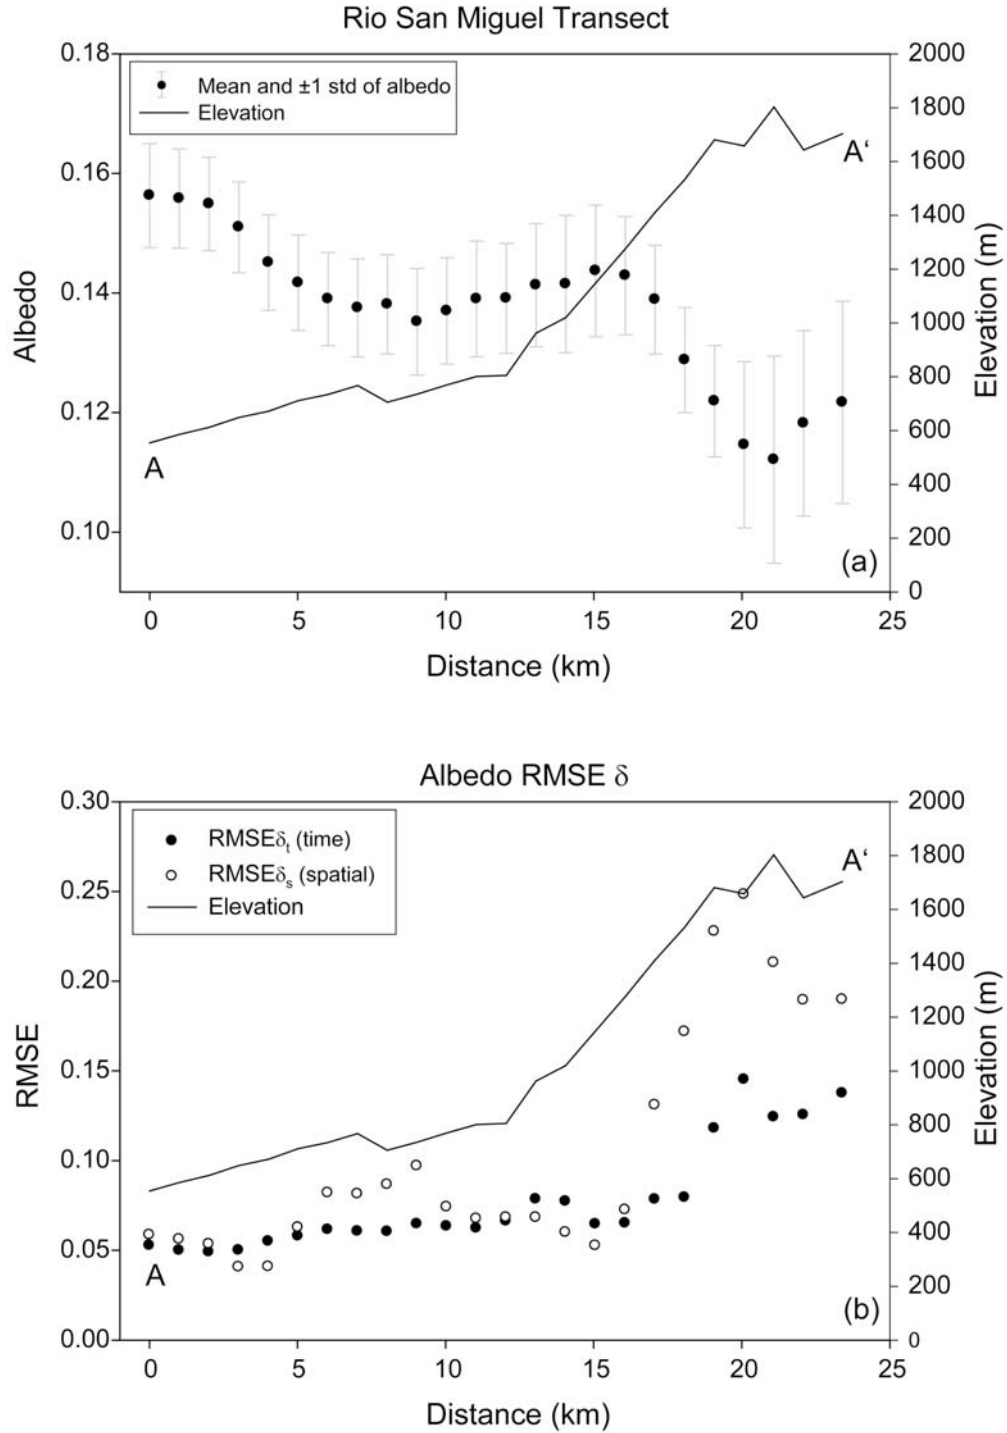 Rio San Miguel Transect
Mean and ±1 std of albedo
Elevation
0.18
0.16
0.14
0.12
0.10
Albedo
2000
1800
1600
1400
1200
1000
800
600
400
200
0
Elevation (m)
A
A‘
(a)
0 5 10 15 20 25
Distance (km)
Albedo RMSE δ
RMSEδt (time)
RMSEδs (spatial)
Elevation
0.30
0.25
0.20
0.15
0.10
0.05
0.00
RMSE
2000
1800
1600
1400
1200
1000
800
600
400
200
0
Elevation (m)
A
A‘
(b)
0 5 10 15 20 25
Distance (km)